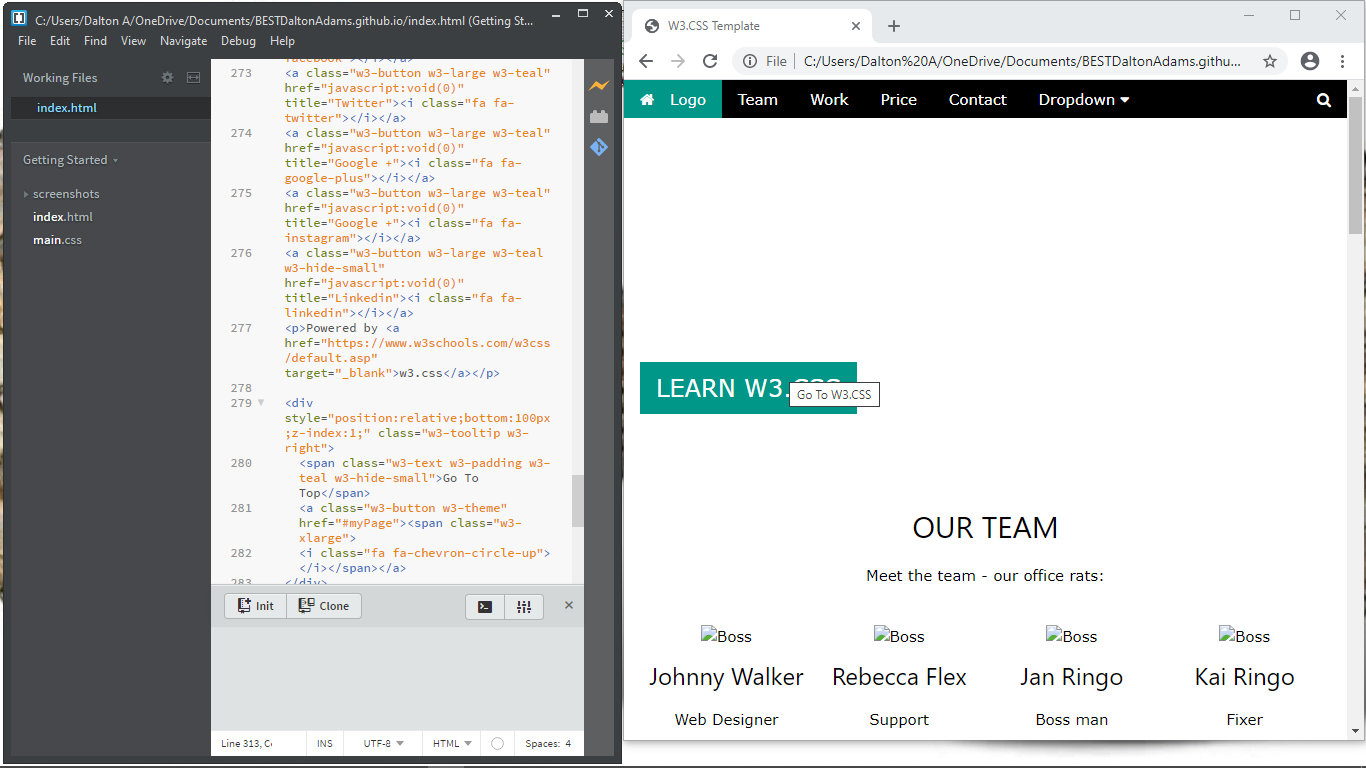 C:/Users/Dalton A/OneDrive/Documents/BESTDaltonAdams.github.io/index.html (Getting St...
File Edit Find View Navigate Debug Help
Working Files
index.html
Getting Started
screenshots
index.html
main.css
facebook"></i></a>
273 <a class="w3-button w3-large w3-teal"
href="javascript:void(0)"
title="Twitter"><i class="fa fa-
twitter"></i></a>
274 <a class="w3-button w3-large w3-teal"
href="javascript:void(0)"
title="Google +"><i class="fa fa-
google-plus"></i></a>
275 <a class="w3-button w3-large w3-teal"
href="javascript:void(0)"
title="Google +"><i class="fa fa-
instagram"></i></a>
276 <a class="w3-button w3-large w3-teal
w3-hide-small"
href="javascript:void(0)"
title="Linkedin"><i class="fa fa-
linkedin"></i></a>
277 <p>Powered by <a
href="https://www.w3schools.com/w3css
/default.asp"
target="_blank">w3.css</a></p>
278
279 <div
style="position:relative;bottom:100px
;z-index:1;" class="w3-tooltip w3-
right">
280 <span class="w3-text w3-padding w3-
teal w3-hide-small">Go To
Top</span>
281 <a class="w3-button w3-theme"
href="#myPage"><span class="w3-
xlarge">
282 <i class="fa fa-chevron-circle-up">
</i></span></a>
283 </div>
Init Clone
Line 313, Co INS UTF-8 HTML Spaces: 4
W3.CSS Template
File C:/Users/Dalton%20A/OneDrive/Documents/BESTDaltonAdams.githu...
Logo Team Work Price Contact Dropdown
LEARN W3.CSS
Go To W3.CSS
OUR TEAM
Meet the team - our office rats:
Boss Boss Boss Boss
Johnny Walker Rebecca Flex Jan Ringo Kai Ringo
Web Designer Support Boss man Fixer